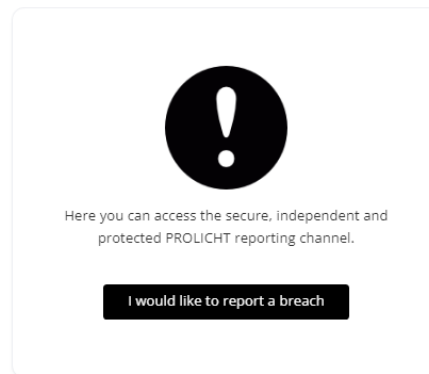 Here you can access the secure, independent and
protected PROLICHT reporting channel.
I would like to report a breach